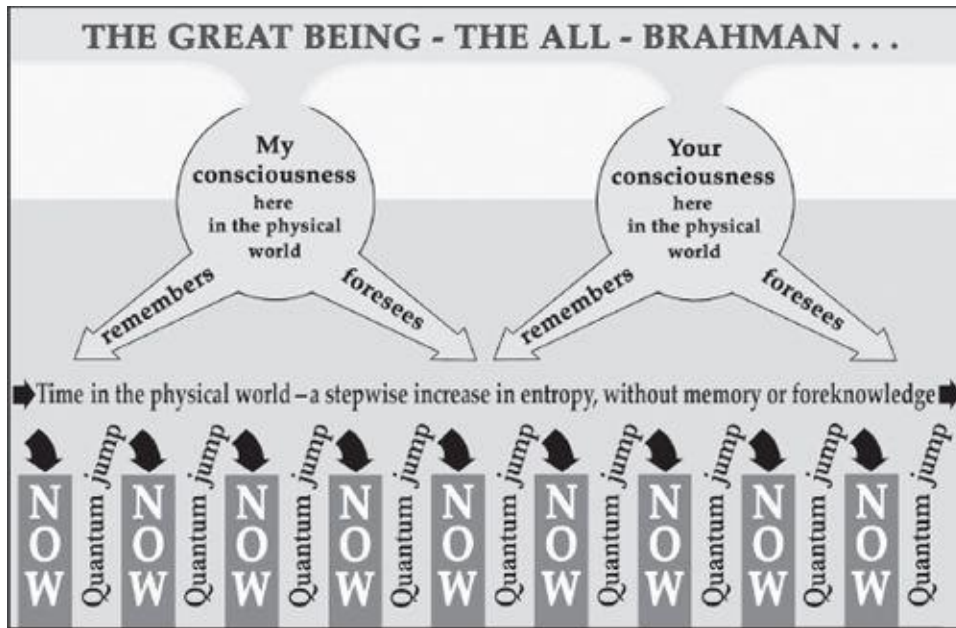 THE GREAT BEING - THE ALL - BRAHMAN . . .
My
consciousness
here
in the physical
world
remembers
foresees
Your
consciousness
here
in the physical
world
remembers
foresees
Time in the physical world – a stepwise increase in entropy, without memory or foreknowledge
NOW
Quantum jump
NOW
Quantum jump
NOW
Quantum jump
NOW
Quantum jump
NOW
Quantum jump
NOW
Quantum jump
NOW
Quantum jump
NOW
Quantum jump
NOW
Quantum jump